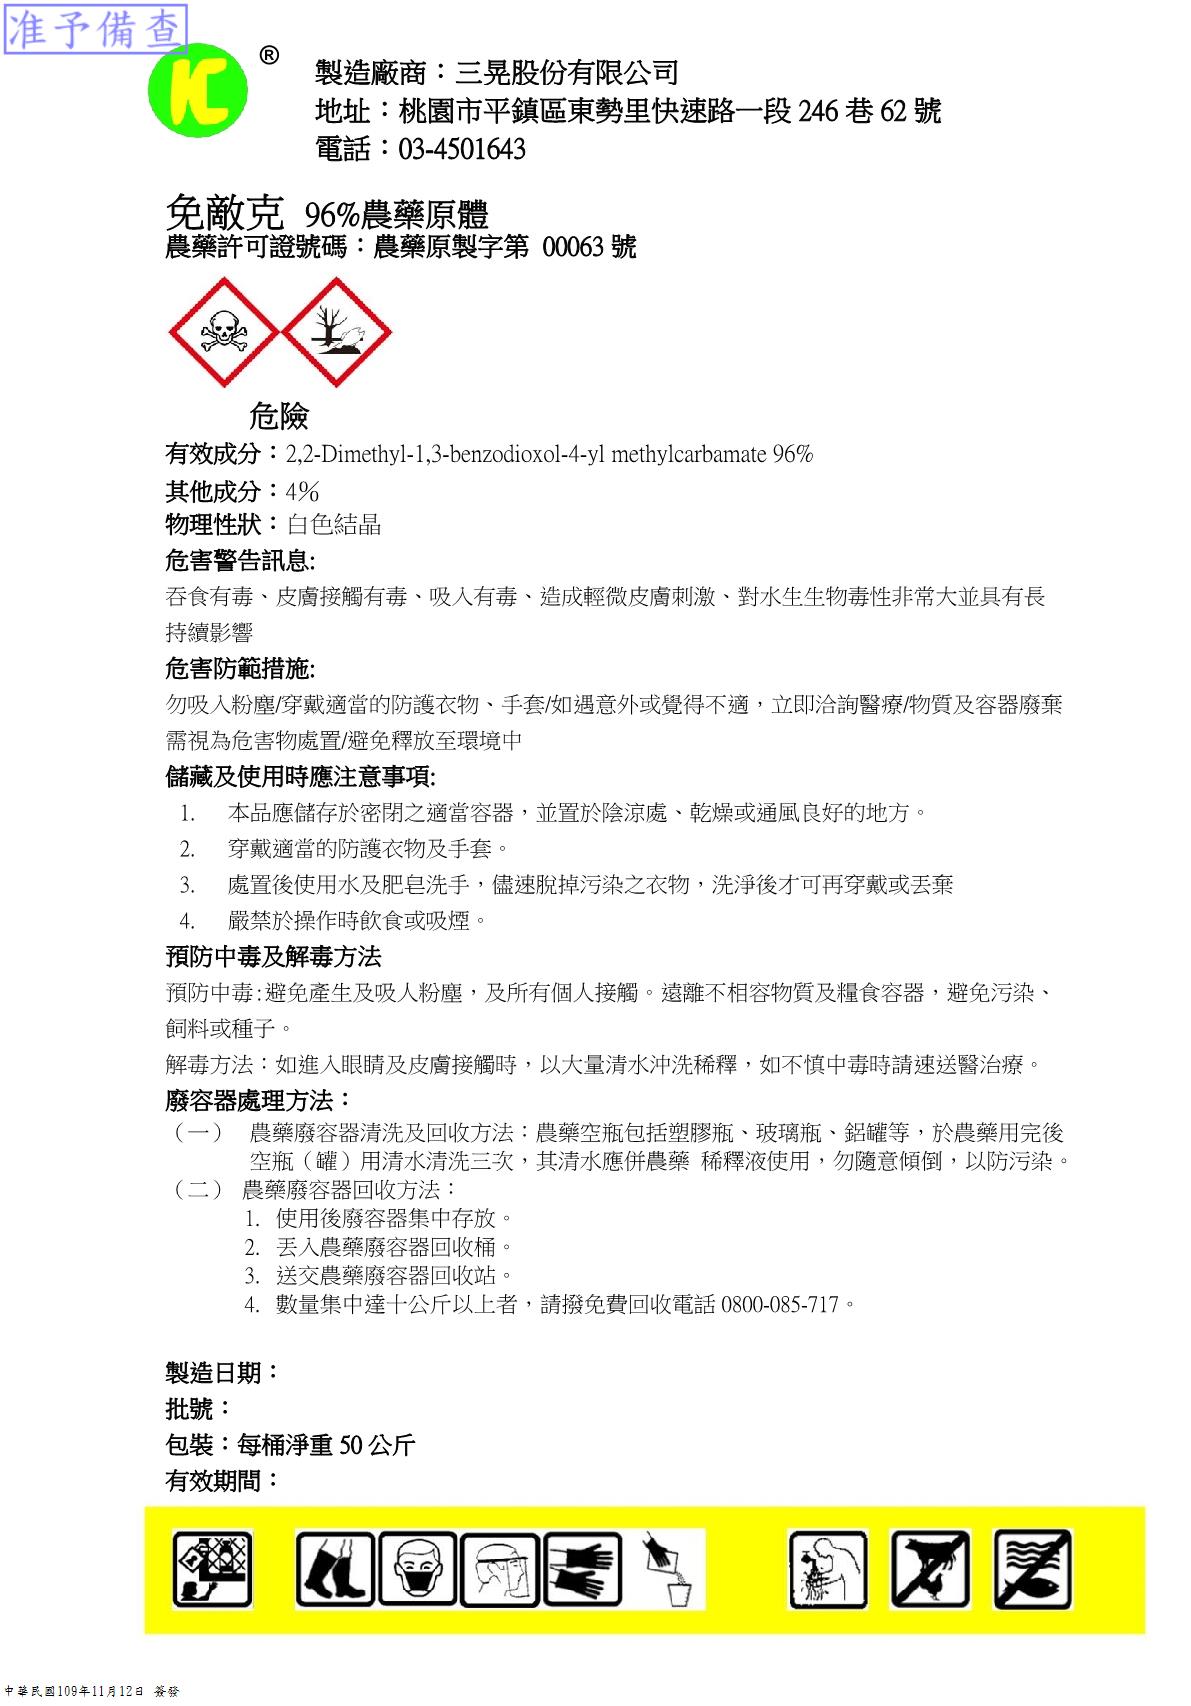 准予備查
®
製造廠商：三晃股份有限公司
地址：桃園市平鎮區東勢里快速路一段 246 巷 62 號
電話：03-4501643
免敵克 96%農藥原體
農藥許可證號碼：農藥原製字第 00063 號
危險
有效成分：2,2-Dimethyl-1,3-benzodioxol-4-yl methylcarbamate 96%
其他成分：4%
物理性狀：白色結晶
危害警告訊息:
吞食有毒、皮膚接觸有毒、吸入有毒、造成輕微皮膚刺激、對水生生物毒性非常大並具有長
持續影響
危害防範措施:
勿吸入粉塵/穿戴適當的防護衣物、手套/如遇意外或覺得不適，立即洽詢醫療/物質及容器廢棄
需視為危害物處置/避免釋放至環境中
儲藏及使用時應注意事項:
1. 本品應儲存於密閉之適當容器，並置於陰涼處、乾燥或通風良好的地方。
2. 穿戴適當的防護衣物及手套。
3. 處置後使用水及肥皂洗手，儘速脫掉污染之衣物，洗淨後才可再穿戴或丟棄
4. 嚴禁於操作時飲食或吸煙。
預防中毒及解毒方法
預防中毒:避免產生及吸入粉塵，及所有個人接觸。遠離不相容物質及糧食容器，避免污染、
飼料或種子。
解毒方法：如進入眼睛及皮膚接觸時，以大量清水沖洗稀釋，如不慎中毒時請速送醫治療。
廢容器處理方法：
（一） 農藥廢容器清洗及回收方法：農藥空瓶包括塑膠瓶、玻璃瓶、鋁罐等，於農藥用完後
空瓶（罐）用清水清洗三次，其清水應併農藥 稀釋液使用，勿隨意傾倒，以防污染。
（二） 農藥廢容器回收方法：
1. 使用後廢容器集中存放。
2. 丟入農藥廢容器回收桶。
3. 送交農藥廢容器回收站。
4. 數量集中達十公斤以上者，請撥免費回收電話 0800-085-717。
製造日期：
批號：
包裝：每桶淨重 50 公斤
有效期間：
中華民國109年11月12日 簽發